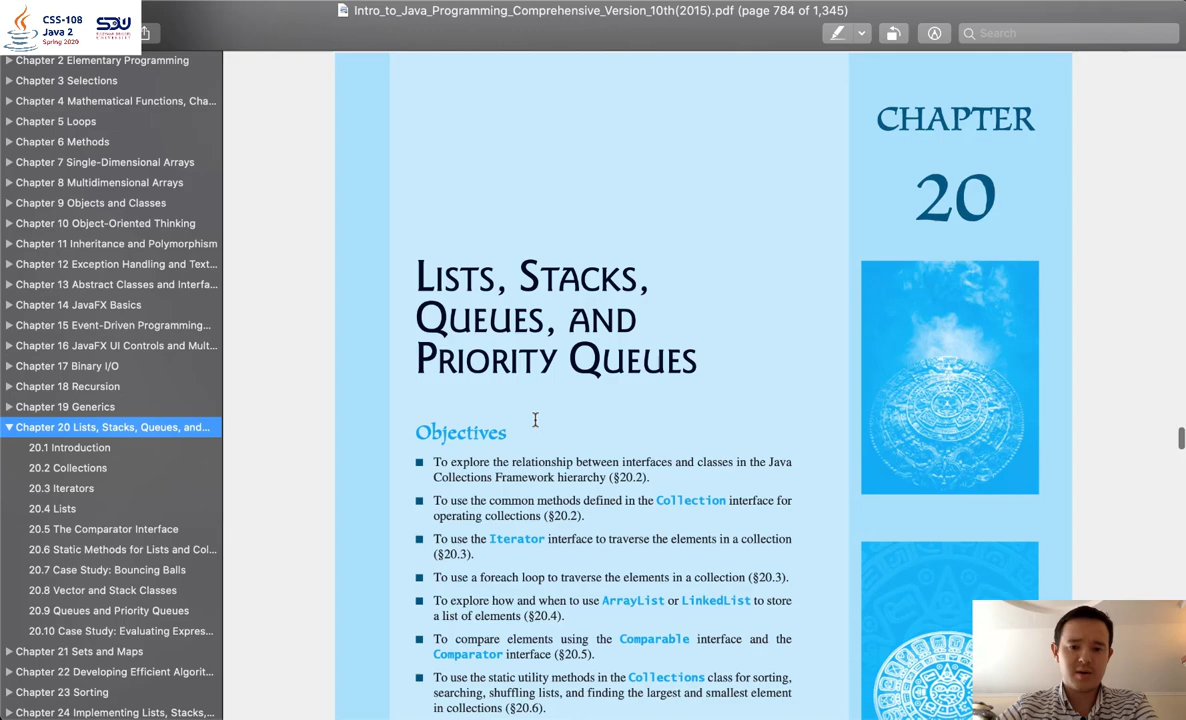 CSS-108
Java 2
Spring 2020
SDU
Intro_to_Java_Programming_Comprehensive_Version_10th(2015).pdf (page 784 of 1,345)
Search
Chapter 2 Elementary Programming
Chapter 3 Selections
Chapter 4 Mathematical Functions, Cha...
Chapter 5 Loops
Chapter 6 Methods
Chapter 7 Single-Dimensional Arrays
Chapter 8 Multidimensional Arrays
Chapter 9 Objects and Classes
Chapter 10 Object-Oriented Thinking
Chapter 11 Inheritance and Polymorphism
Chapter 12 Exception Handling and Text...
Chapter 13 Abstract Classes and Interfa...
Chapter 14 JavaFX Basics
Chapter 15 Event-Driven Programming...
Chapter 16 JavaFX UI Controls and Mult...
Chapter 17 Binary I/O
Chapter 18 Recursion
Chapter 19 Generics
Chapter 20 Lists, Stacks, Queues, and...
20.1 Introduction
20.2 Collections
20.3 Iterators
20.4 Lists
20.5 The Comparator Interface
20.6 Static Methods for Lists and Col...
20.7 Case Study: Bouncing Balls
20.8 Vector and Stack Classes
20.9 Queues and Priority Queues
20.10 Case Study: Evaluating Expres...
Chapter 21 Sets and Maps
Chapter 22 Developing Efficient Algorit...
Chapter 23 Sorting
Chapter 24 Implementing Lists, Stacks,...
CHAPTER
20
LISTS, STACKS,
QUEUES, AND
PRIORITY QUEUES
Objectives
■ To explore the relationship between interfaces and classes in the Java
Collections Framework hierarchy (§20.2).
■ To use the common methods defined in the Collection interface for
operating collections (§20.2).
■ To use the Iterator interface to traverse the elements in a collection
(§20.3).
■ To use a foreach loop to traverse the elements in a collection (§20.3).
■ To explore how and when to use ArrayList or LinkedList to store
a list of elements (§20.4).
■ To compare elements using the Comparable interface and the
Comparator interface (§20.5).
■ To use the static utility methods in the Collections class for sorting,
searching, shuffling lists, and finding the largest and smallest element
in collections (§20.6).